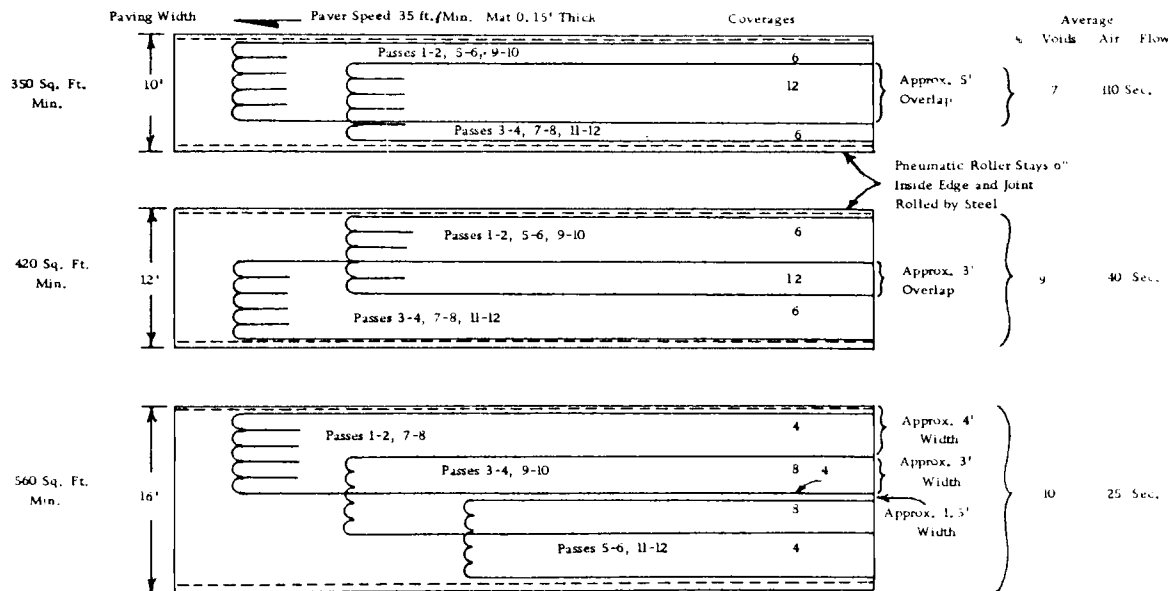 Paving Width
Paver Speed 35 ft./Min. Mat 0.15' Thick
Coverages
Average
% Voids Air Flow
350 Sq. Ft.
Min.
10'
Passes 1-2, 5-6, 9-10
6
12
Passes 3-4, 7-8, 11-12
6
Approx. 5'
Overlap
7
110 Sec.
Pneumatic Roller Stays 6"
Inside Edge and Joint
Rolled by Steel
420 Sq. Ft.
Min.
12'
Passes 1-2, 5-6, 9-10
6
12
Passes 3-4, 7-8, 11-12
6
Approx. 3'
Overlap
9
40 Sec.
560 Sq. Ft.
Min.
16'
Passes 1-2, 7-8
4
Approx. 4'
Width
Passes 3-4, 9-10
8
4
Approx. 3'
Width
8
Approx. 1.5'
Width
Passes 5-6, 11-12
4
10
25 Sec.